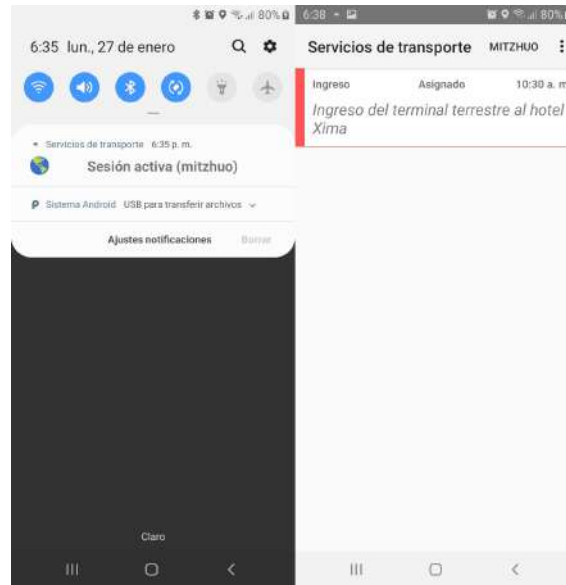 80%
6:35 lun., 27 de enero
Servicios de transporte 6:35 p. m.
Sesión activa (mitzhuo)
Sistema Android USB para transferir archivos
Ajustes notificaciones Borrar
Claro
6:38 80%
Servicios de transporte MITZHUO
Ingreso Asignado 10:30 a. m
Ingreso del terminal terrestre al hotel
Xima